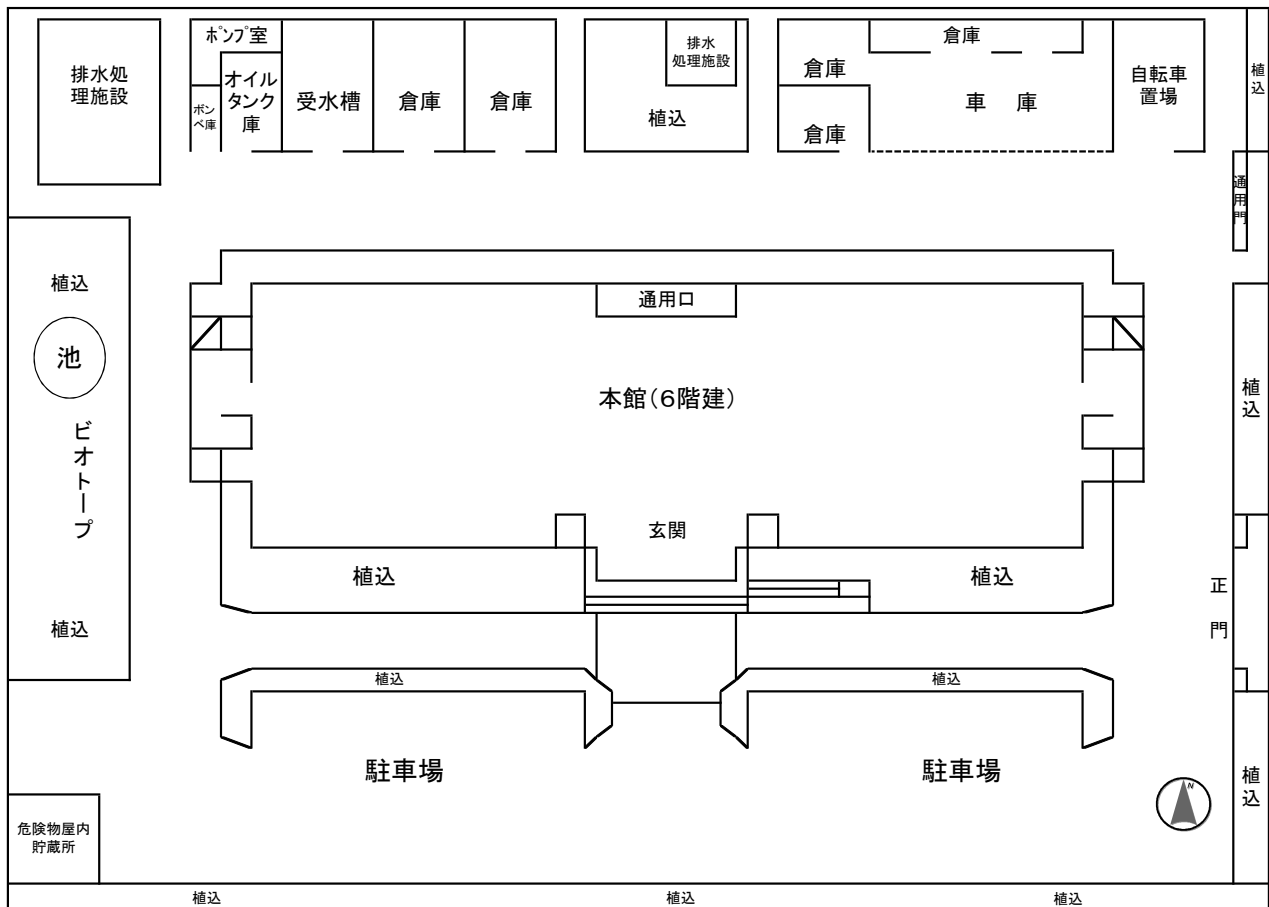 ポンプ室
排水処
理施設
オイル
タンク
庫
ボン
ベ庫
受水槽
倉庫
倉庫
排水
処理施設
植込
倉庫
倉庫
倉庫
車 庫
自転車
置場
植込
通用門
植込
池
ビオトープ
植込
通用口
本館(6階建)
玄関
植込
植込
植込
正門
植込
植込
駐車場
駐車場
N
植込
危険物屋内
貯蔵所
植込
植込
植込